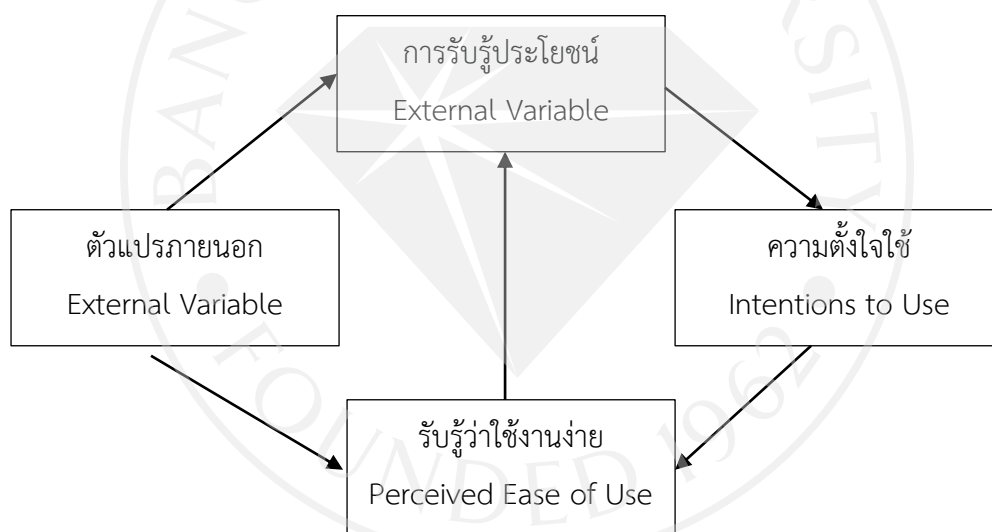 การรับรู้ประโยชน์
External Variable
ตัวแปรภายนอก
External Variable
ความตั้งใจใช้
Intentions to Use
รับรู้ว่าใช้งานง่าย
Perceived Ease of Use
FOUNDED 1962